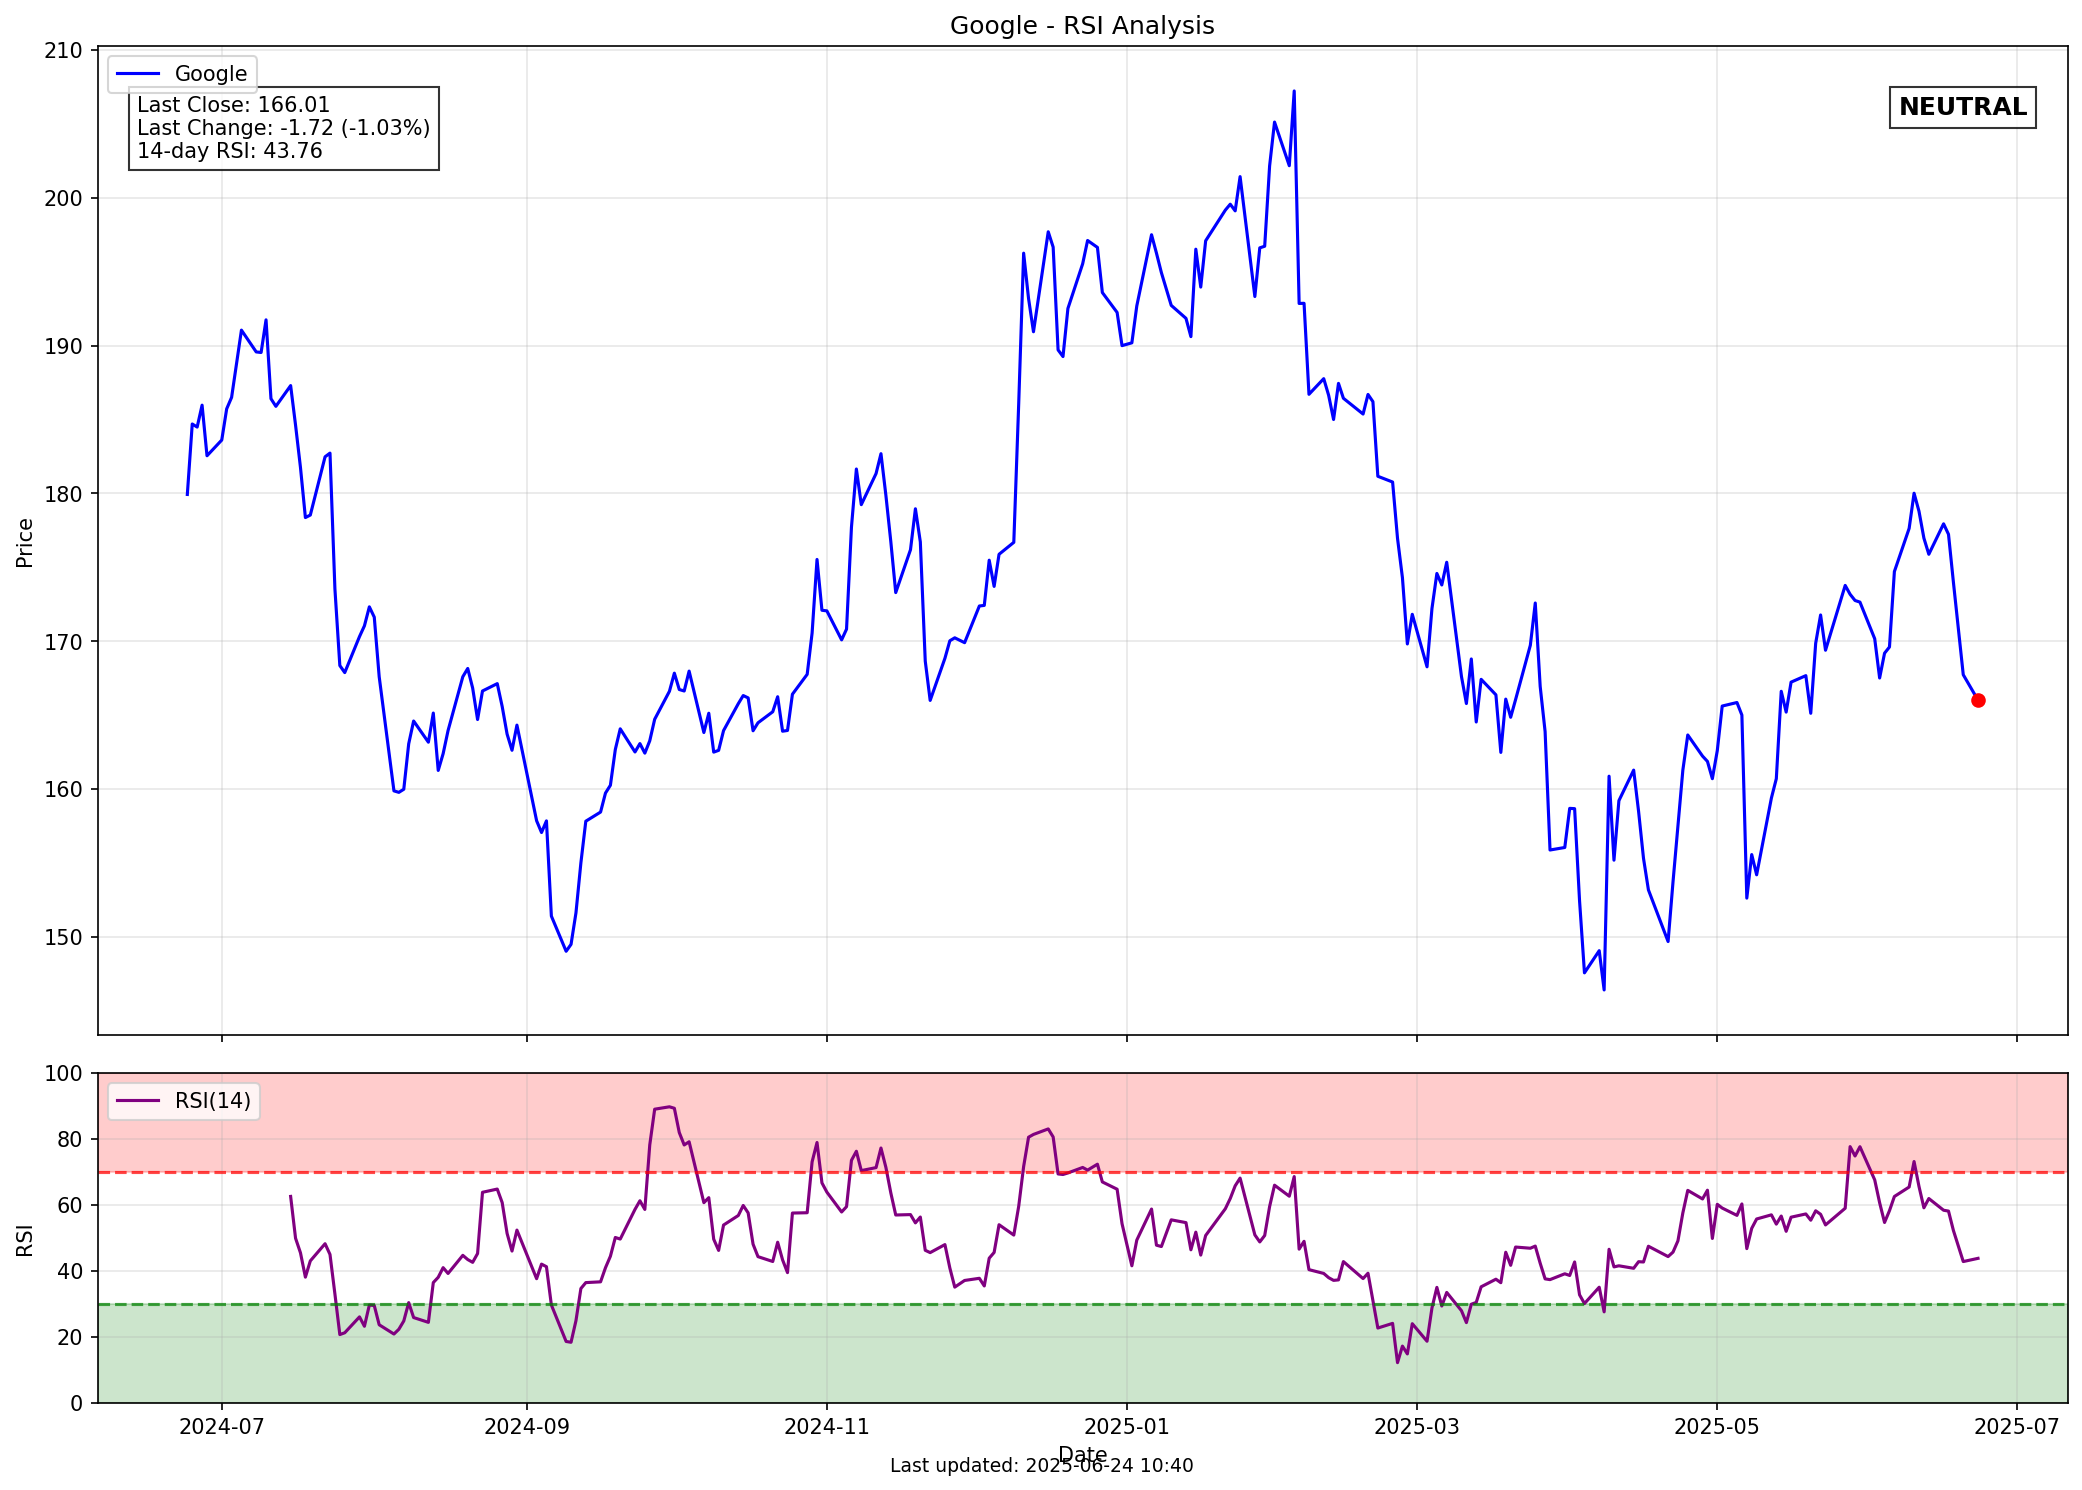 Google - RSI Analysis
210
200
190
180
170
160
150
Price
Google
Last Close: 166.01
Last Change: -1.72 (-1.03%)
14-day RSI: 43.76
NEUTRAL
100
80
60
40
20
0
RSI
RSI(14)
2024-07
2024-09
2024-11
2025-01
2025-03
2025-05
2025-07
Date
Last updated: 2025-06-24 10:40